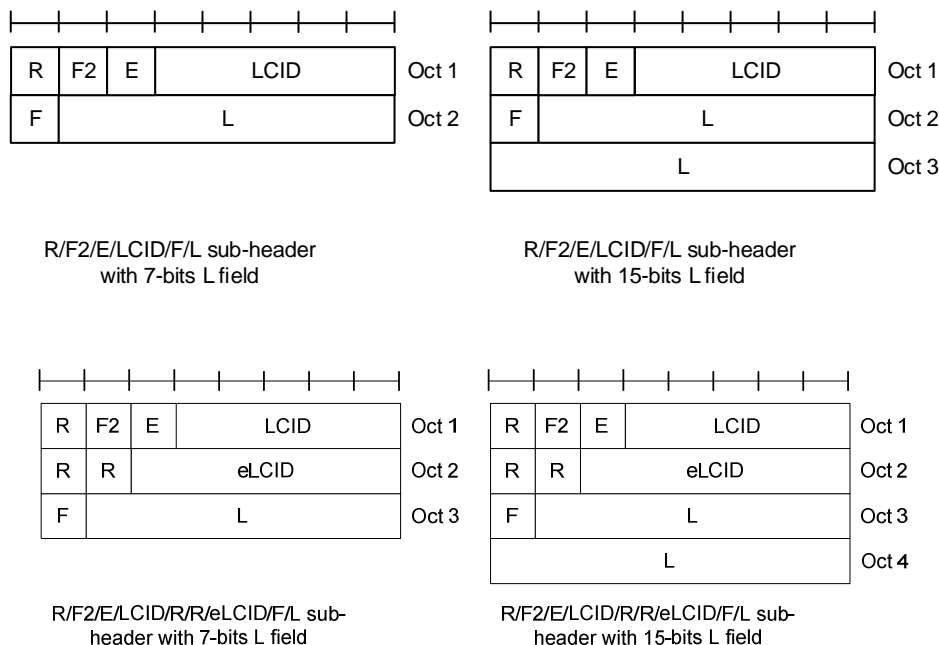 R F2 E LCID Oct 1
F L Oct 2
R/F2/E/LCID/F/L sub-header
with 7-bits L field
R F2 E LCID Oct 1
F L Oct 2
L Oct 3
R/F2/E/LCID/F/L sub-header
with 15-bits L field
R F2 E LCID Oct 1
R R eLCID Oct 2
F L Oct 3
R/F2/E/LCID/R/R/eLCID/F/L sub-
header with 7-bits L field
R F2 E LCID Oct 1
R R eLCID Oct 2
F L Oct 3
L Oct 4
R/F2/E/LCID/R/R/eLCID/F/L sub-
header with 15-bits L field